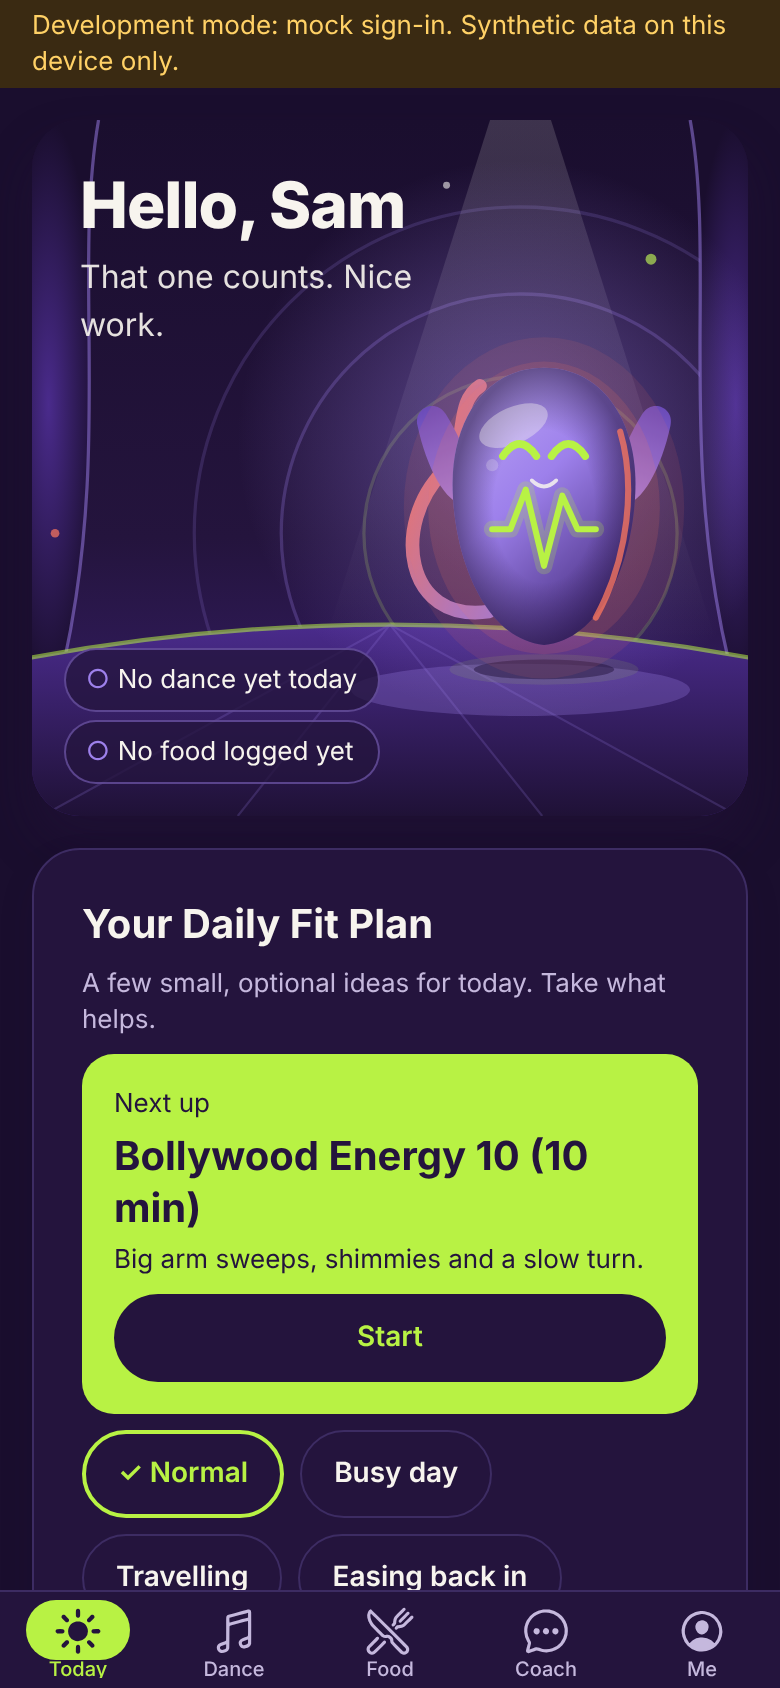 Development mode: mock sign-in. Synthetic data on this
device only.
Hello, Sam
That one counts. Nice
work.
No dance yet today
No food logged yet
Your Daily Fit Plan
A few small, optional ideas for today. Take what
helps.
Next up
Bollywood Energy 10 (10
min)
Big arm sweeps, shimmies and a slow turn.
Start
✓ Normal
Busy day
Travelling
Easing back in
Today
Dance
Food
Coach
Me